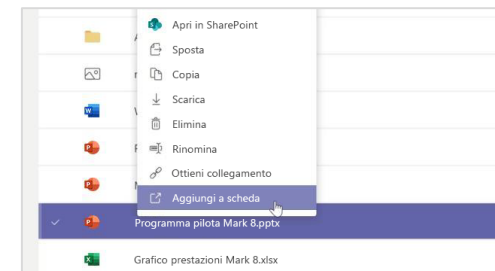 Apri in SharePoint
Sposta
Copia
Scarica
Elimina
Rinomina
Ottieni collegamento
Aggiungi a scheda
Programma pilota Mark 8.pptx
Grafico prestazioni Mark 8.xlsx